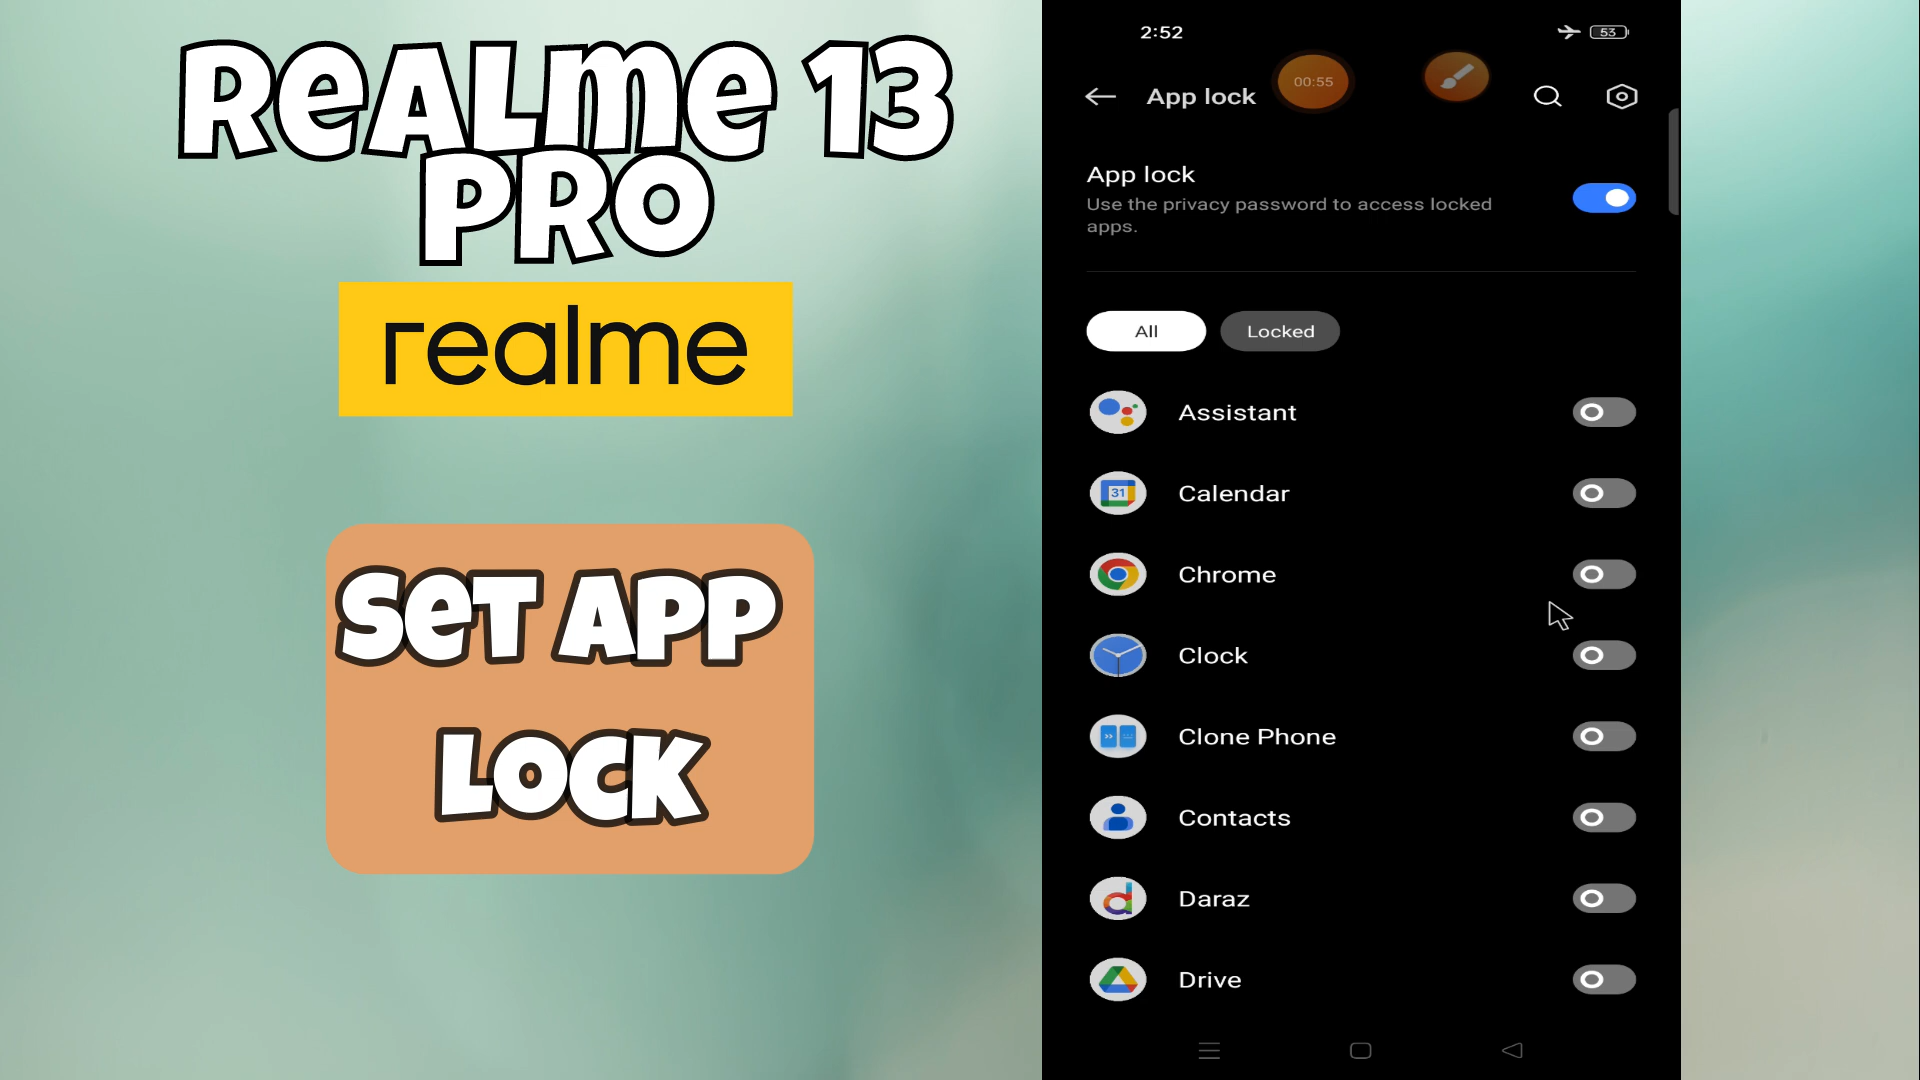 Realme 13
Pro
realme
Set App
Lock
2:52
53
App lock
00:55
App lock
Use the privacy password to access locked
apps.
All
Locked
Assistant
31
Calendar
Chrome
Clock
Clone Phone
Contacts
d
Daraz
Drive